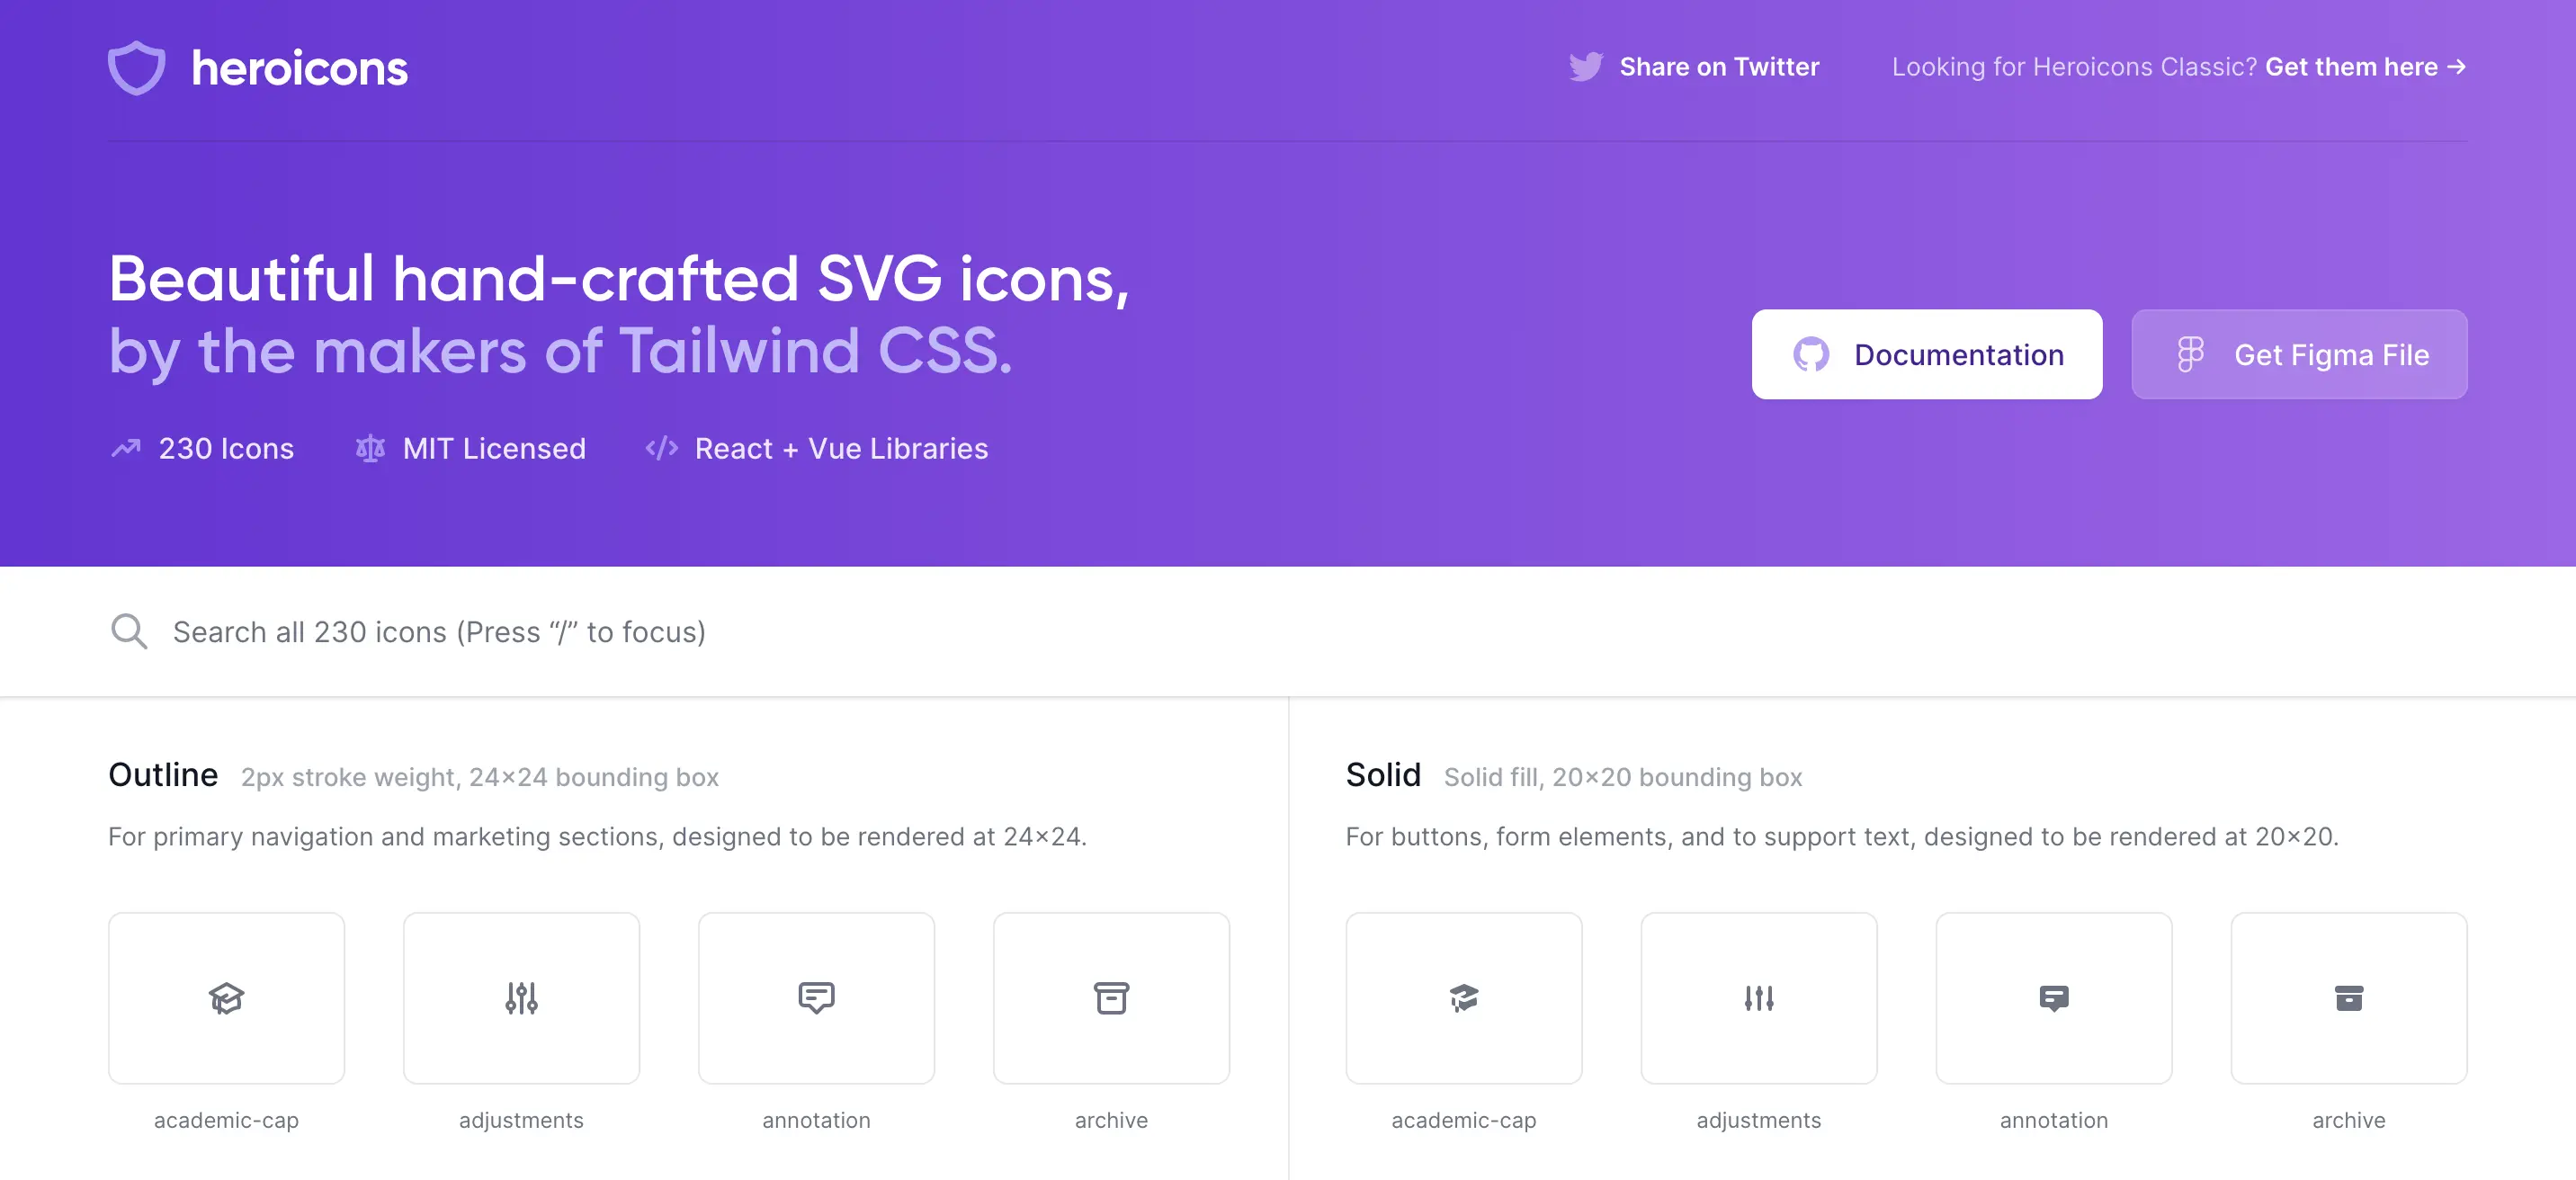 heroicons
Share on Twitter
Looking for Heroicons Classic? Get them here →
Beautiful hand-crafted SVG icons,
by the makers of Tailwind CSS.
230 Icons
MIT Licensed
React + Vue Libraries
Documentation
Get Figma File
Search all 230 icons (Press “/” to focus)
Outline 2px stroke weight, 24×24 bounding box
For primary navigation and marketing sections, designed to be rendered at 24×24.
academic-cap
adjustments
annotation
archive
Solid Solid fill, 20×20 bounding box
For buttons, form elements, and to support text, designed to be rendered at 20×20.
academic-cap
adjustments
annotation
archive